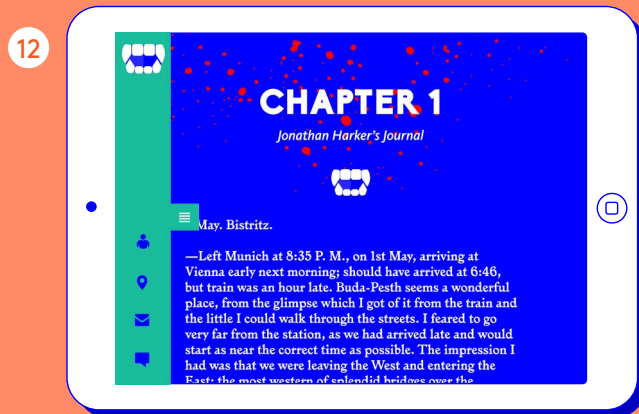 12
CHAPTER 1
Jonathan Harker's Journal
May. Bistritz.
—Left Munich at 8:35 P. M., on 1st May, arriving at
Vienna early next morning; should have arrived at 6:46,
but train was an hour late. Buda-Pesth seems a wonderful
place, from the glimpse which I got of it from the train and
the little I could walk through the streets. I feared to go
very far from the station, as we had arrived late and would
start as near the correct time as possible. The impression I
had was that we were leaving the West and entering the
East; the most western of splendid bridges over the